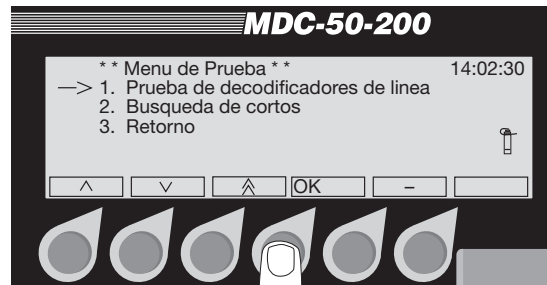 MDC-50-200
* * Menu de Prueba * * 14:02:30
—> 1. Prueba de decodificadores de linea
2. Busqueda de cortos
3. Retorno
OK –